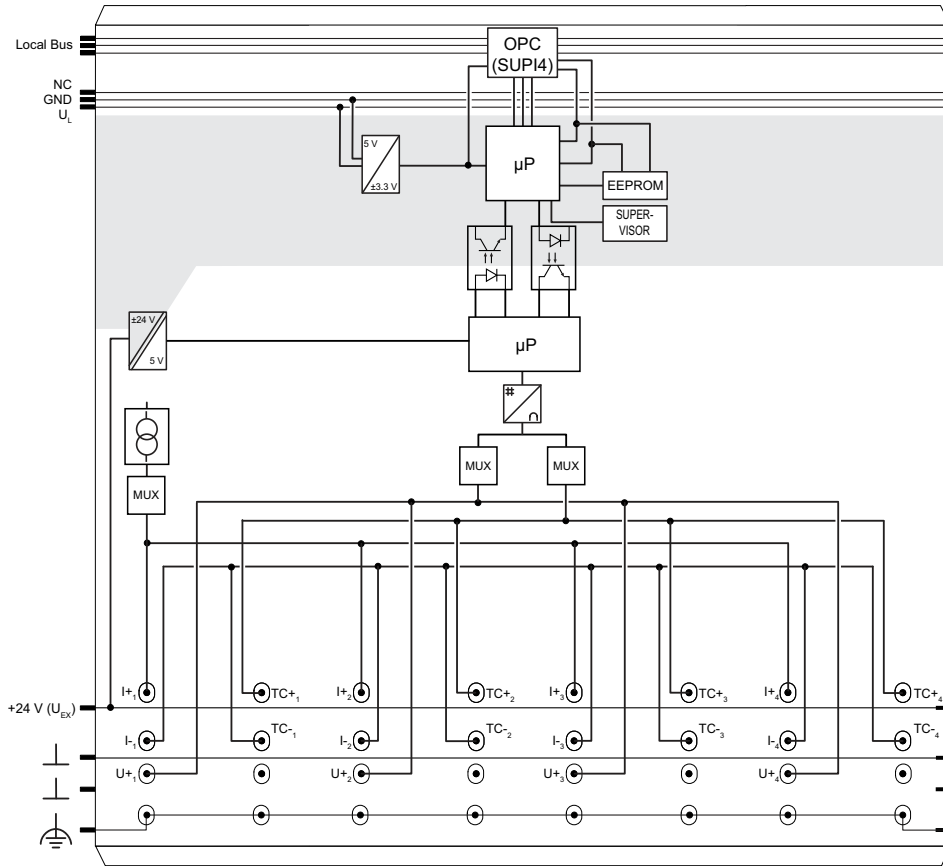 Local Bus
OPC
(SUPI4)
NC
GND
U_L
5 V
±3.3 V
µP
EEPROM
SUPER-
VISOR
±24 V
5 V
µP
#
∩
MUX
MUX
MUX
I+₁
TC+₁
I+₂
TC+₂
I+₃
TC+₃
I+₄
TC+₄
+24 V (U_EX)
I-₁
TC-₁
I-₂
TC-₂
I-₃
TC-₃
I-₄
TC-₄
U+₁
U+₂
U+₃
U+₄